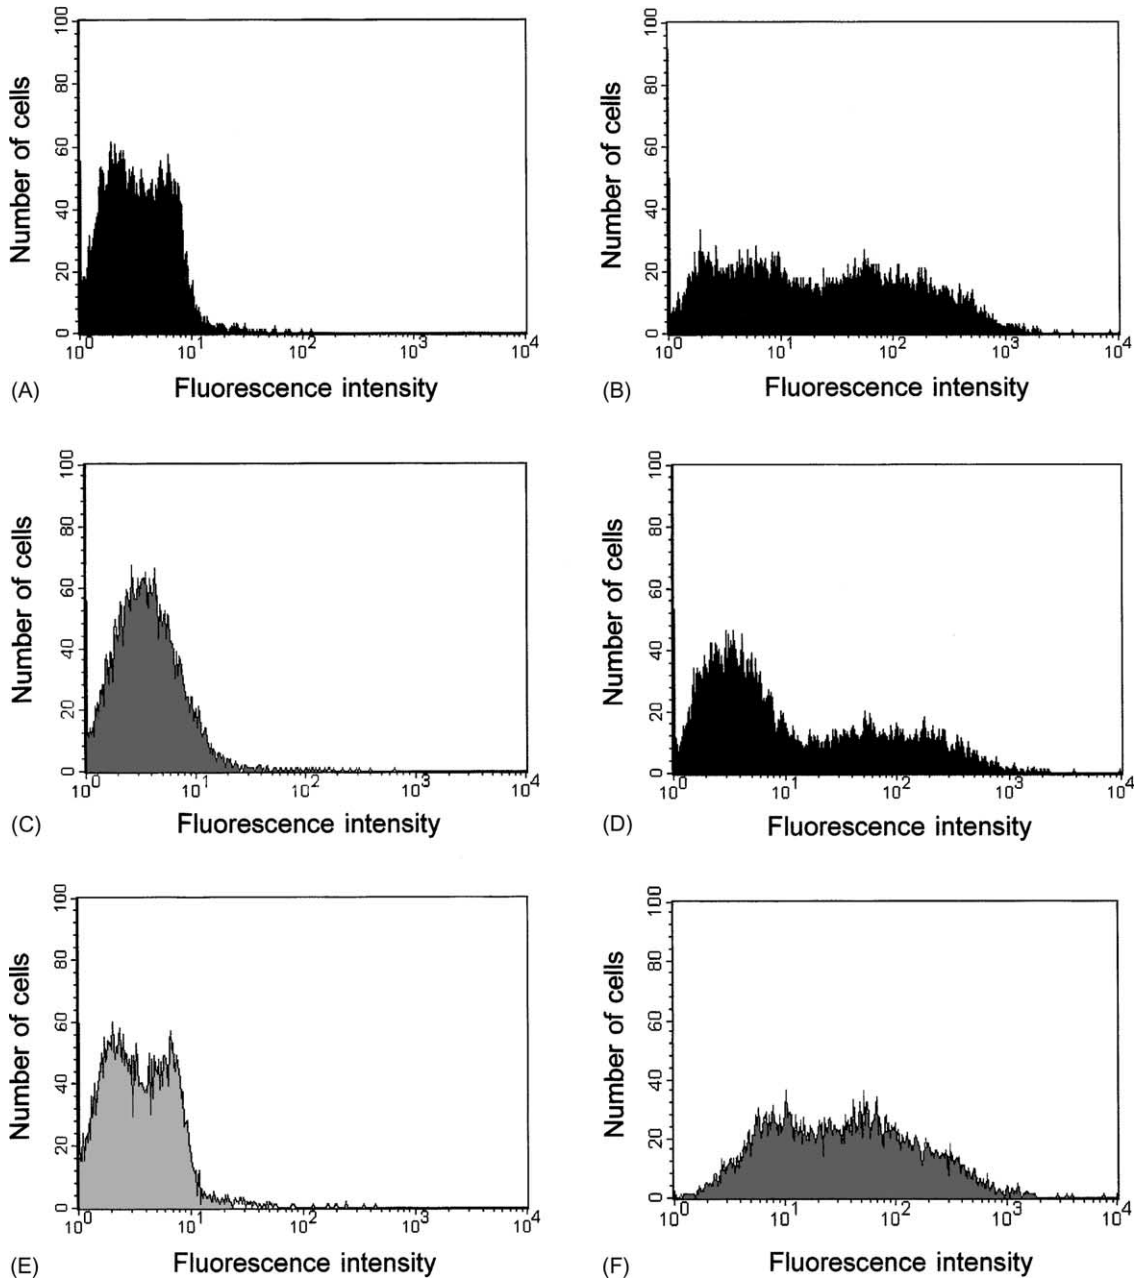 100
80
60
40
20
0
Number of cells
10^0 10^1 10^2 10^3 10^4
(A) Fluorescence intensity
100
80
60
40
20
0
Number of cells
10^0 10^1 10^2 10^3 10^4
(B) Fluorescence intensity
100
80
60
40
20
0
Number of cells
10^0 10^1 10^2 10^3 10^4
(C) Fluorescence intensity
100
80
60
40
20
0
Number of cells
10^0 10^1 10^2 10^3 10^4
(D) Fluorescence intensity
100
80
60
40
20
0
Number of cells
10^0 10^1 10^2 10^3 10^4
(E) Fluorescence intensity
100
80
60
40
20
0
Number of cells
10^0 10^1 10^2 10^3 10^4
(F) Fluorescence intensity